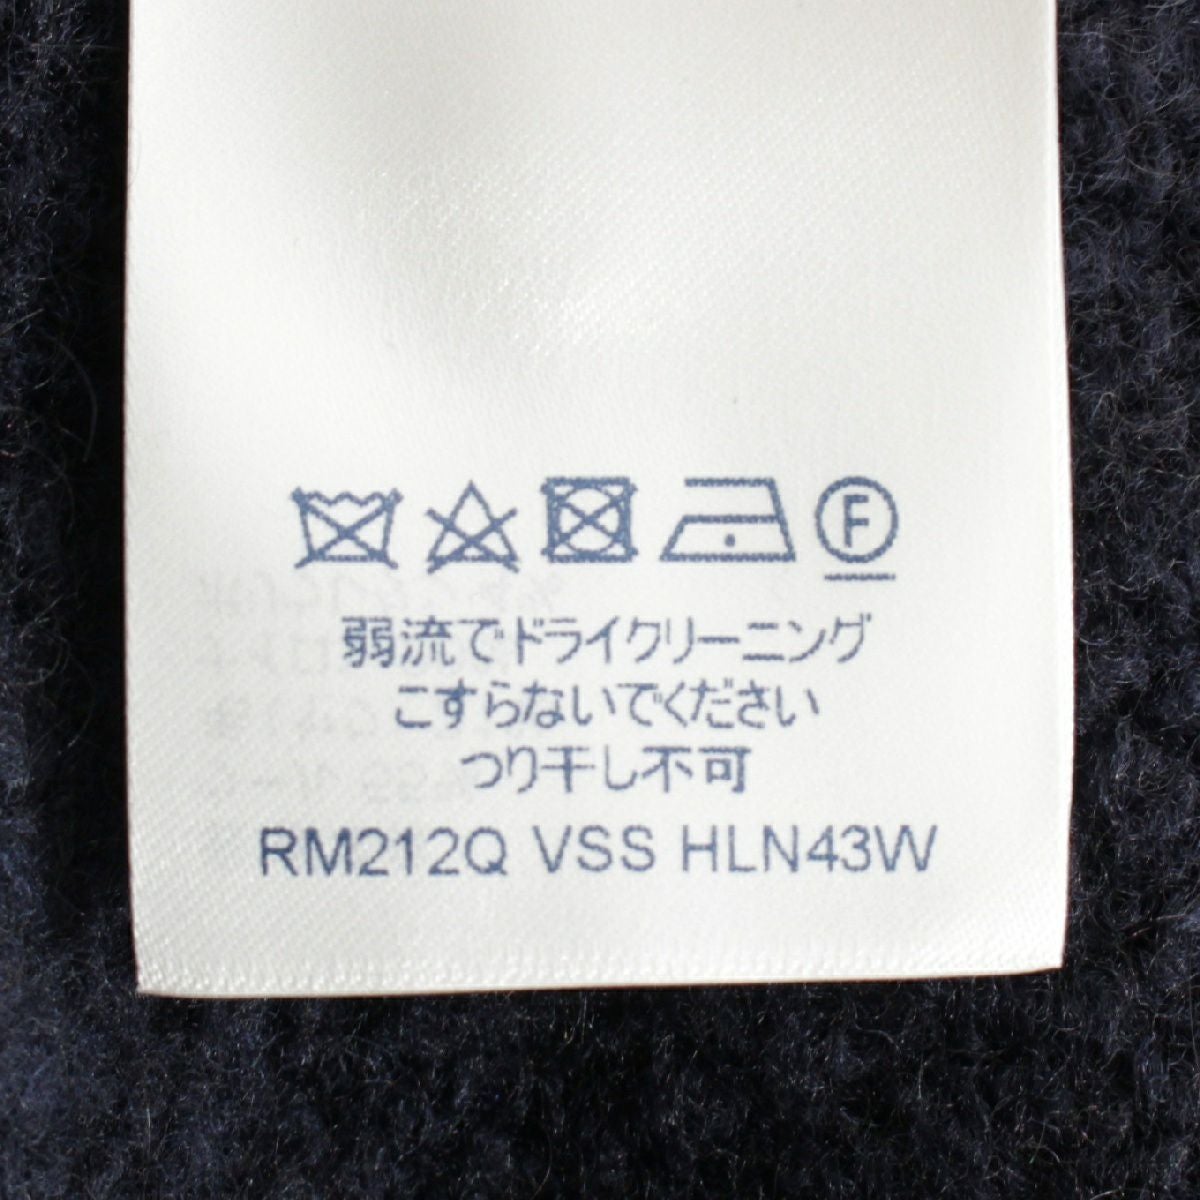 F
弱流でドライクリーニング
こすらないでください
つり干し不可
RM212Q VSS HLN43W